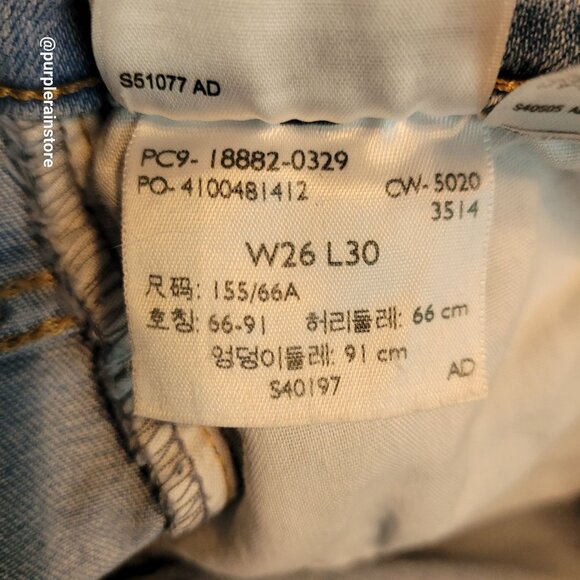 @purplerainstore
S51077 AD
S40505 A
PC9- 18882-0329
PO- 4100481412 CW- 5020
3514
W26 L30
尺码: 155/66A
호칭: 66-91 허리둘레: 66 cm
엉덩이둘레: 91 cm
S40197 AD